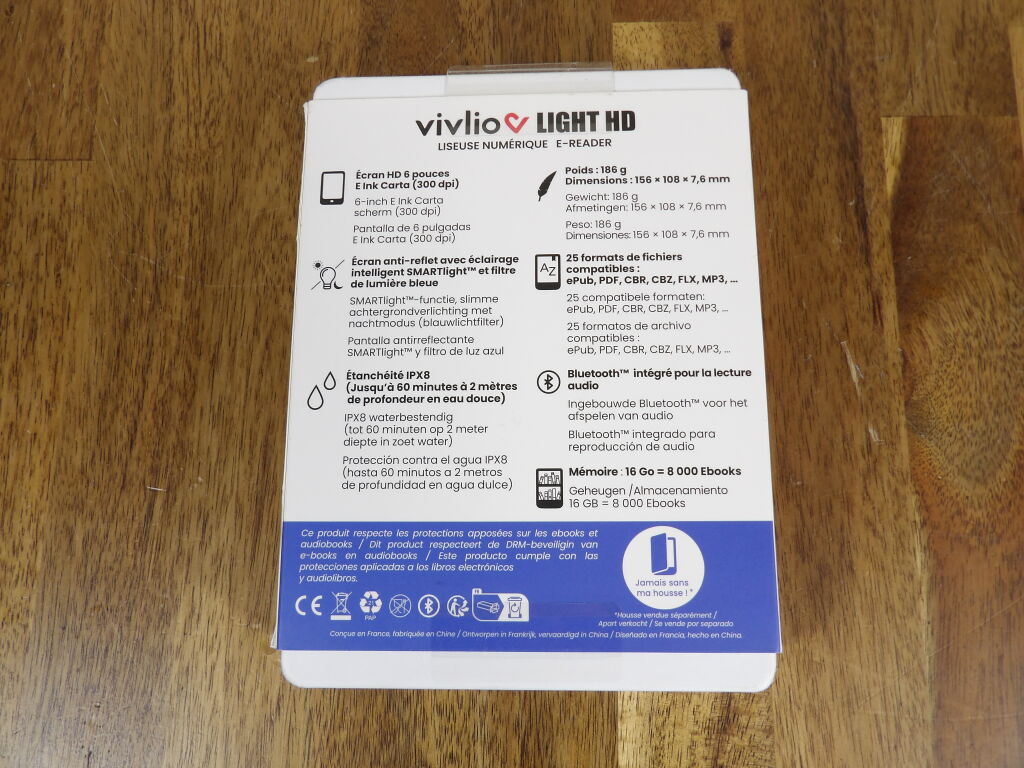 vivlio LIGHT HD
LISEUSE NUMÉRIQUE E-READER
Écran HD 6 pouces
E Ink Carta (300 dpi)
6-inch E Ink Carta
scherm (300 dpi)
Pantalla de 6 pulgadas
E Ink Carta (300 dpi)
Écran anti-reflet avec éclairage
intelligent SMARTlight™ et filtre
de lumière bleue
SMARTlight™-functie, slimme
achtergrondverlichting met
nachtmodus (blauwlichtfilter)
Pantalla antirreflectante
SMARTlight™ y filtro de luz azul
Étanchéité IPX8
(Jusqu'à 60 minutes à 2 mètres
de profondeur en eau douce)
IPX8 waterbestendig
(tot 60 minuten op 2 meter
diepte in zoet water)
Protección contra el agua IPX8
(hasta 60 minutos a 2 metros
de profundidad en agua dulce)
Poids : 186 g
Dimensions : 156 × 108 × 7,6 mm
Gewicht: 186 g
Afmetingen: 156 × 108 × 7,6 mm
Peso: 186 g
Dimensiones: 156 × 108 × 7,6 mm
AZ
25 formats de fichiers
compatibles :
ePub, PDF, CBR, CBZ, FLX, MP3, ...
25 compatibele formaten:
ePub, PDF, CBR, CBZ, FLX, MP3, ...
25 formatos de archivo
compatibles :
ePub, PDF, CBR, CBZ, FLX, MP3, ...
Bluetooth™ intégré pour la lecture
audio
Ingebouwde Bluetooth™ voor het
afspelen van audio
Bluetooth™ integrado para
reproducción de audio
Mémoire : 16 Go = 8 000 Ebooks
Geheugen /Almacenamiento
16 GB = 8 000 Ebooks
Ce produit respecte les protections apposées sur les ebooks et
audiobooks / Dit product respecteert de DRM-beveiligin van
e-books en audiobooks / Este producto cumple con las
protecciones aplicadas a los libros electrónicos
y audiolibros.
CE
PAP
Jamais sans
ma housse ! *
*Housse vendue séparément /
Apart verkocht / Se vende por separado
Conçue en France, fabriquée en Chine / Ontworpen in Frankrijk, vervaardigd in China / Diseñado en Francia, hecho en China.